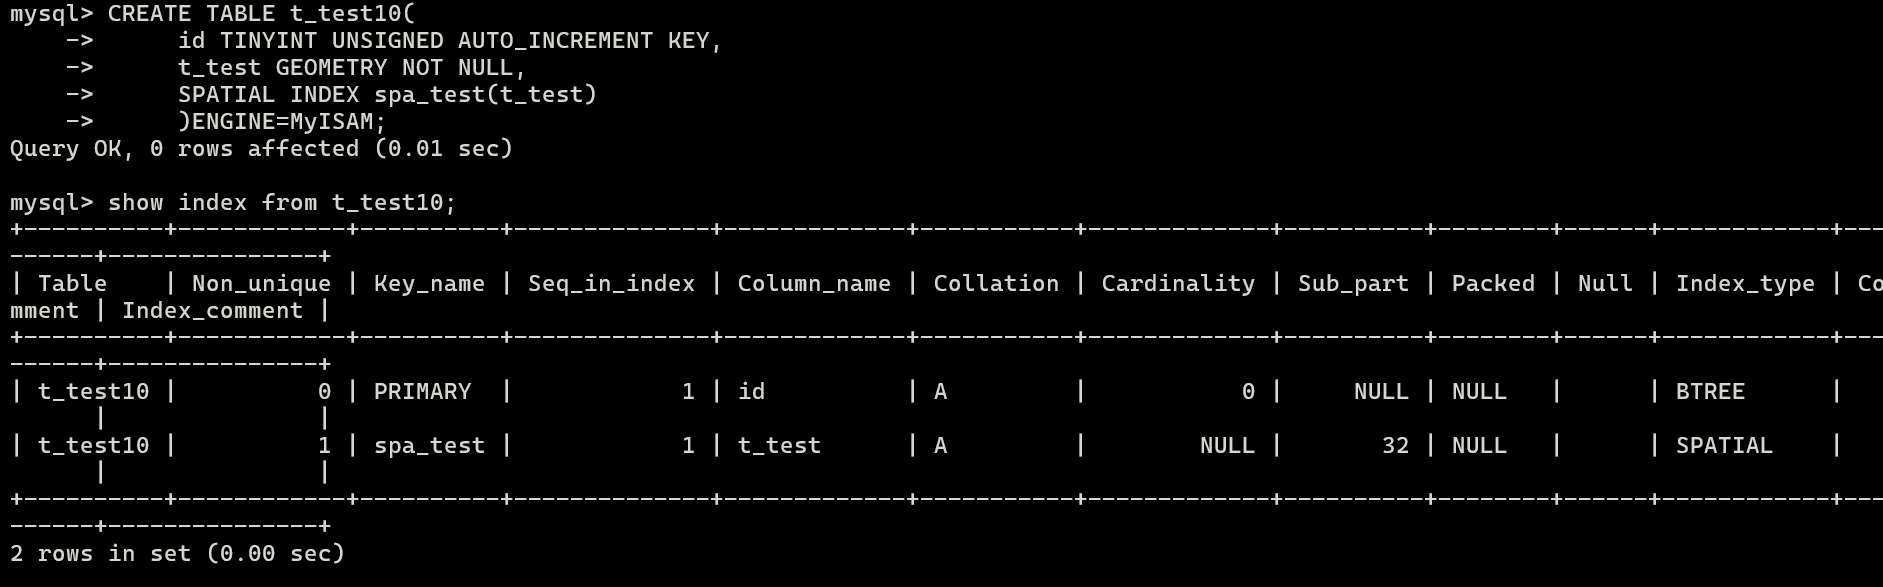 mysql> CREATE TABLE t_test10(
    ->      id TINYINT UNSIGNED AUTO_INCREMENT KEY,
    ->      t_test GEOMETRY NOT NULL,
    ->      SPATIAL INDEX spa_test(t_test)
    ->      )ENGINE=MyISAM;
Query OK, 0 rows affected (0.01 sec)

mysql> show index from t_test10;
+----------+------------+----------+--------------+-------------+-----------+-------------+----------+--------+------+------------+---
------+---------------+
| Table    | Non_unique | Key_name | Seq_in_index | Column_name | Collation | Cardinality | Sub_part | Packed | Null | Index_type | Co
mment | Index_comment |
+----------+------------+----------+--------------+-------------+-----------+-------------+----------+--------+------+------------+---
------+---------------+
| t_test10 |          0 | PRIMARY  |            1 | id          | A         |           0 |     NULL | NULL   |      | BTREE      |
      |               |
| t_test10 |          1 | spa_test |            1 | t_test      | A         |        NULL |       32 | NULL   |      | SPATIAL    |
      |               |
+----------+------------+----------+--------------+-------------+-----------+-------------+----------+--------+------+------------+---
------+---------------+
2 rows in set (0.00 sec)